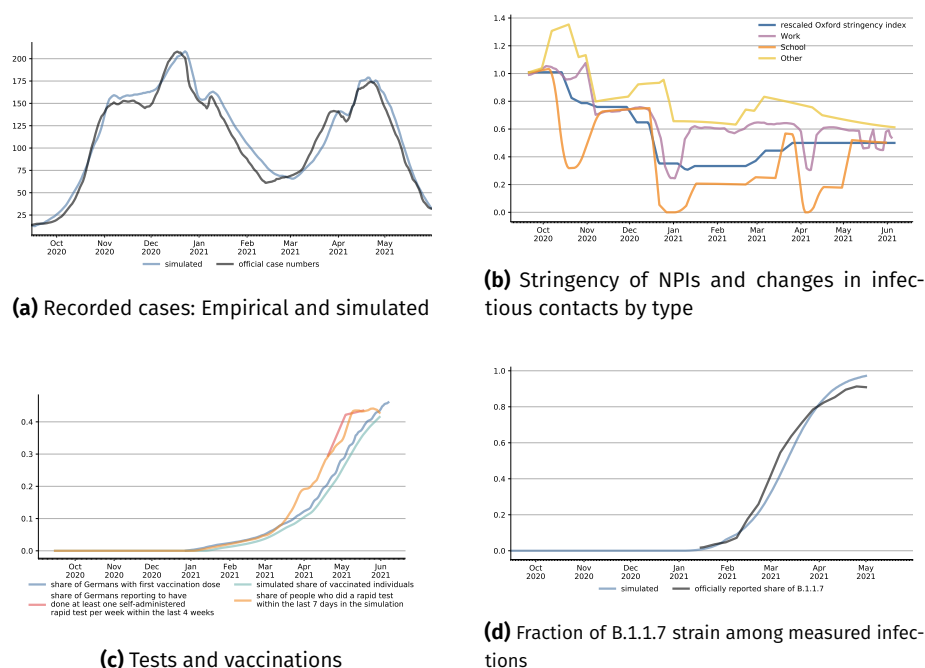 200
175
150
125
100
75
50
25
Oct Nov Dec Jan Feb Mar Apr May
2020 2020 2020 2021 2021 2021 2021 2021
simulated official case numbers
(a) Recorded cases: Empirical and simulated
1.4
1.2
1.0
0.8
0.6
0.4
0.2
0.0
rescaled Oxford stringency index
Work
School
Other
Oct Nov Dec Jan Feb Mar Apr May Jun
2020 2020 2020 2021 2021 2021 2021 2021 2021
(b) Stringency of NPIs and changes in infec-
tious contacts by type
0.4
0.3
0.2
0.1
0.0
Oct Nov Dec Jan Feb Mar Apr May Jun
2020 2020 2020 2021 2021 2021 2021 2021 2021
share of Germans with first vaccination dose
share of Germans reporting to have
done at least one self-administered
rapid test per week within the last 4 weeks
simulated share of vaccinated individuals
share of people who did a rapid test
within the last 7 days in the simulation
(c) Tests and vaccinations
1.0
0.8
0.6
0.4
0.2
0.0
Oct Nov Dec Jan Feb Mar Apr May
2020 2020 2020 2021 2021 2021 2021 2021
simulated officially reported share of B.1.1.7
(d) Fraction of B.1.1.7 strain among measured infec-
tions